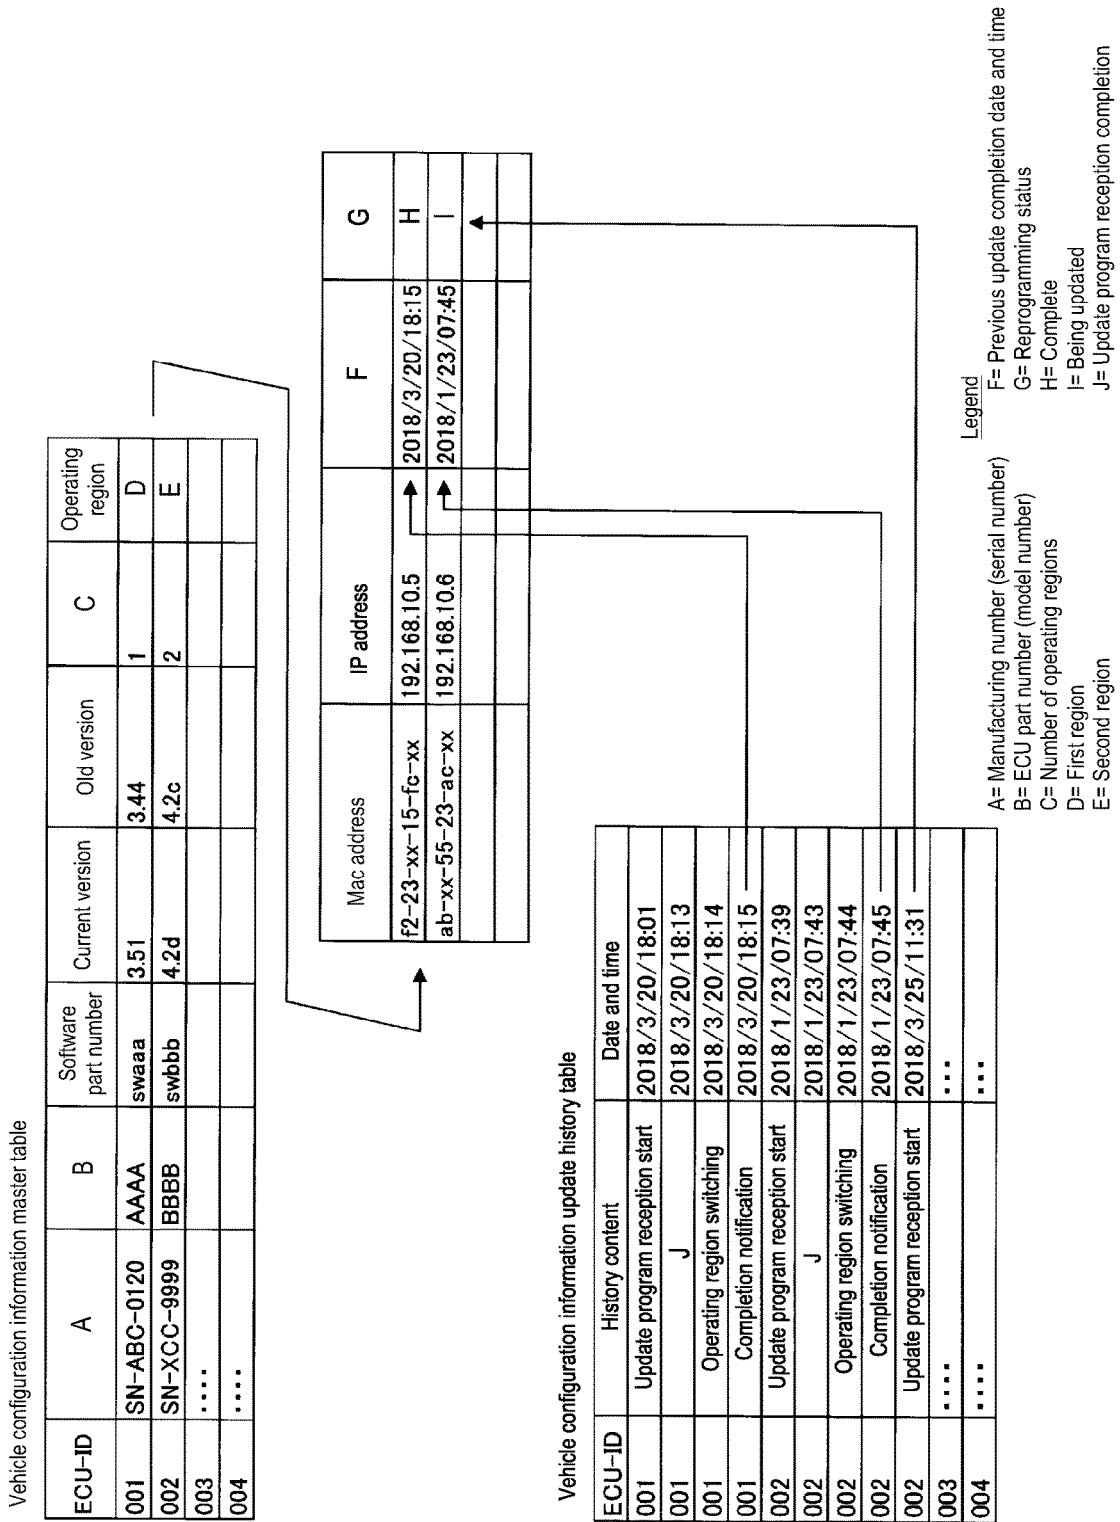 Vehicle configuration information master table
ECU-ID A B Software part number Current version Old version C Operating region
001 SN-ABC-0120 AAAA swaaa 3.51 3.44 1 D
002 SN-XCC-9999 BBBB swbbb 4.2d 4.2c 2 E
003 ....
004 ....
Mac address IP address F G
f2-23-xx-15-fc-xx 192.168.10.5 2018/3/20/18:15 H
ab-xx-55-23-ac-xx 192.168.10.6 2018/1/23/07:45 I
Vehicle configuration information update history table
ECU-ID History content Date and time
001 Update program reception start 2018/3/20/18:01
001 J 2018/3/20/18:13
001 Operating region switching 2018/3/20/18:14
001 Completion notification 2018/3/20/18:15
002 Update program reception start 2018/1/23/07:39
002 J 2018/1/23/07:43
002 Operating region switching 2018/1/23/07:44
002 Completion notification 2018/1/23/07:45
002 Update program reception start 2018/3/25/11:31
003 .... ...
004 .... ...
Legend
A= Manufacturing number (serial number)
B= ECU part number (model number)
C= Number of operating regions
D= First region
E= Second region
F= Previous update completion date and time
G= Reprogramming status
H= Complete
I= Being updated
J= Update program reception completion